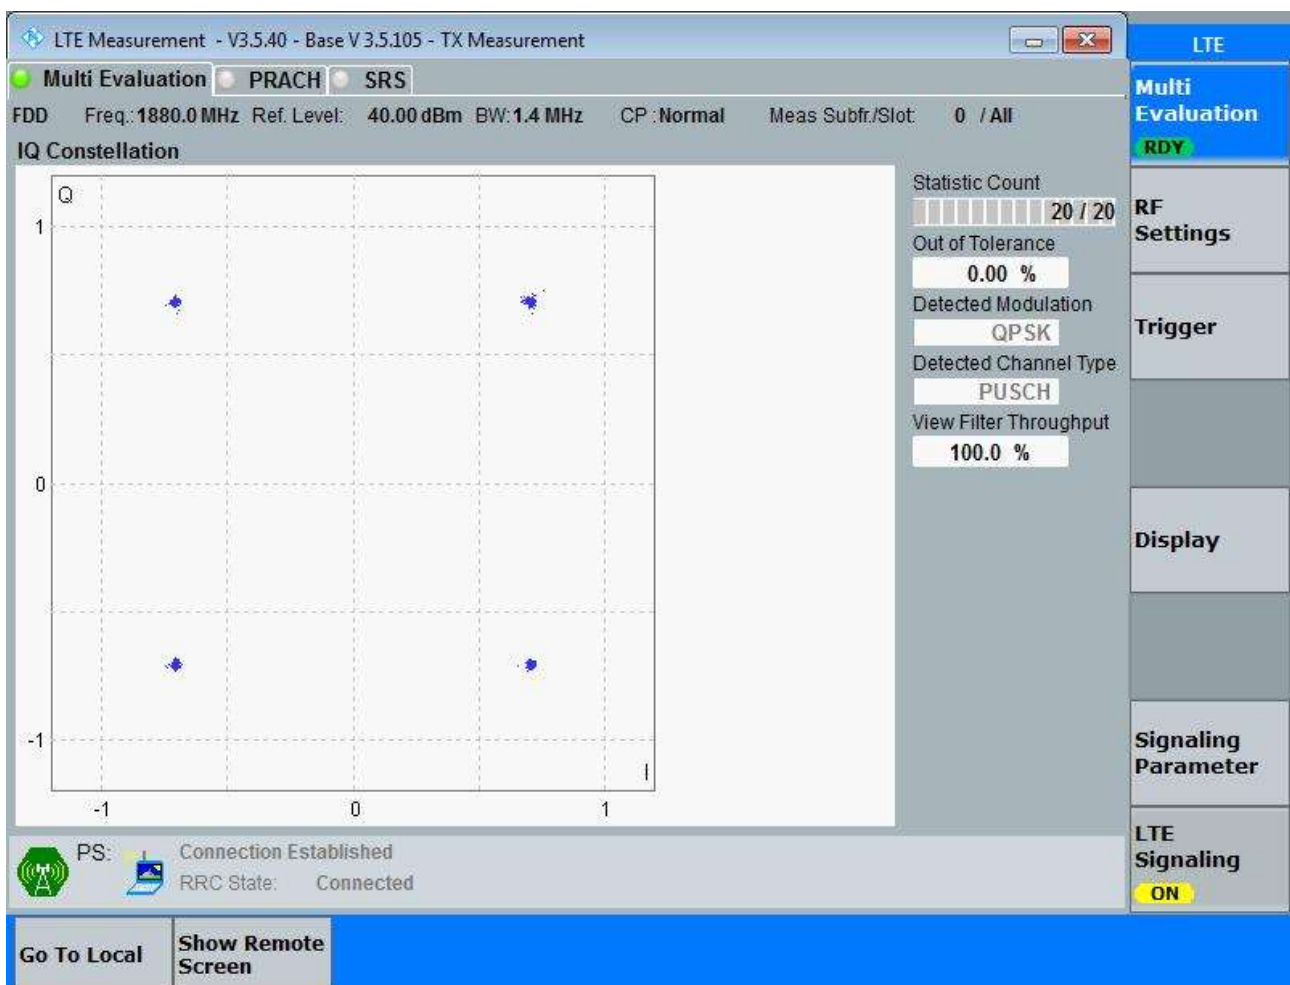 LTE Measurement - V3.5.40 - Base V 3.5.105 - TX Measurement
LTE
Multi Evaluation PRACH SRS
FDD Freq.: 1880.0 MHz Ref. Level: 40.00 dBm BW: 1.4 MHz CP : Normal Meas Subfr./Slot: 0 / All
IQ Constellation
Q
1
0
-1
I
-1 0 1
Statistic Count
20 / 20
Out of Tolerance
0.00 %
Detected Modulation
QPSK
Detected Channel Type
PUSCH
View Filter Throughput
100.0 %
Multi
Evaluation
RDY
RF
Settings
Trigger
Display
Signaling
Parameter
LTE
Signaling
ON
PS: Connection Established
RRC State: Connected
Go To Local
Show Remote
Screen